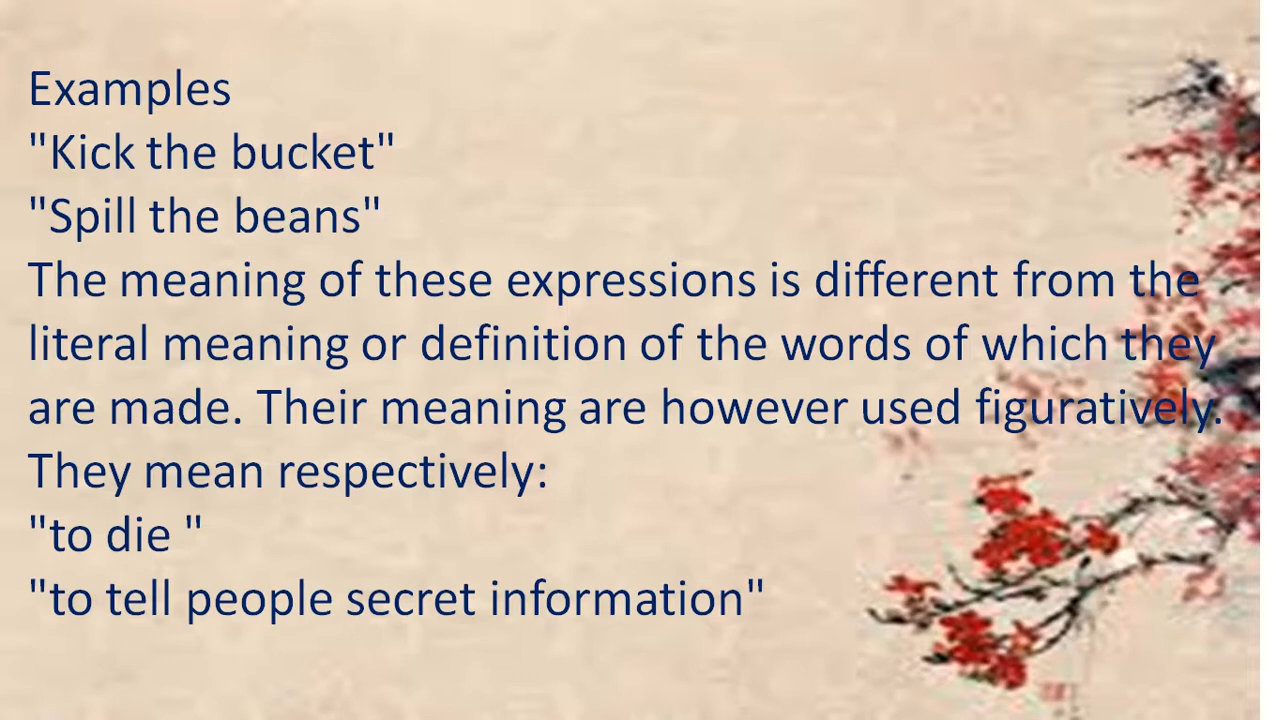 Examples
"Kick the bucket"
"Spill the beans"
The meaning of these expressions is different from the
literal meaning or definition of the words of which they
are made. Their meaning are however used figuratively.
They mean respectively:
"to die "
"to tell people secret information"